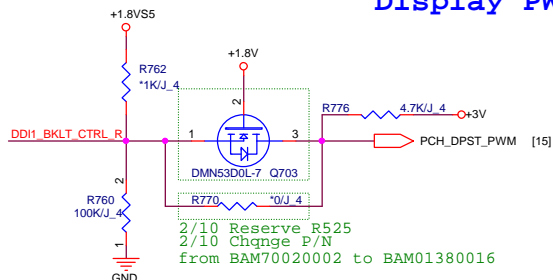 Display PW
+1.8VS5
+1.8V
R762
*1K/J_4
2
R776
4.7K/J_4
+3V
DDI1_BKLT_CTRL_R
1
3
PCH_DPST_PWM
[15]
DMN53D0L-7
Q703
2
R760
100K/J_4
R770
*0/J_4
1
2/10 Reserve R525
2/10 Chqnge P/N
from BAM70020002 to BAM01380016
GND